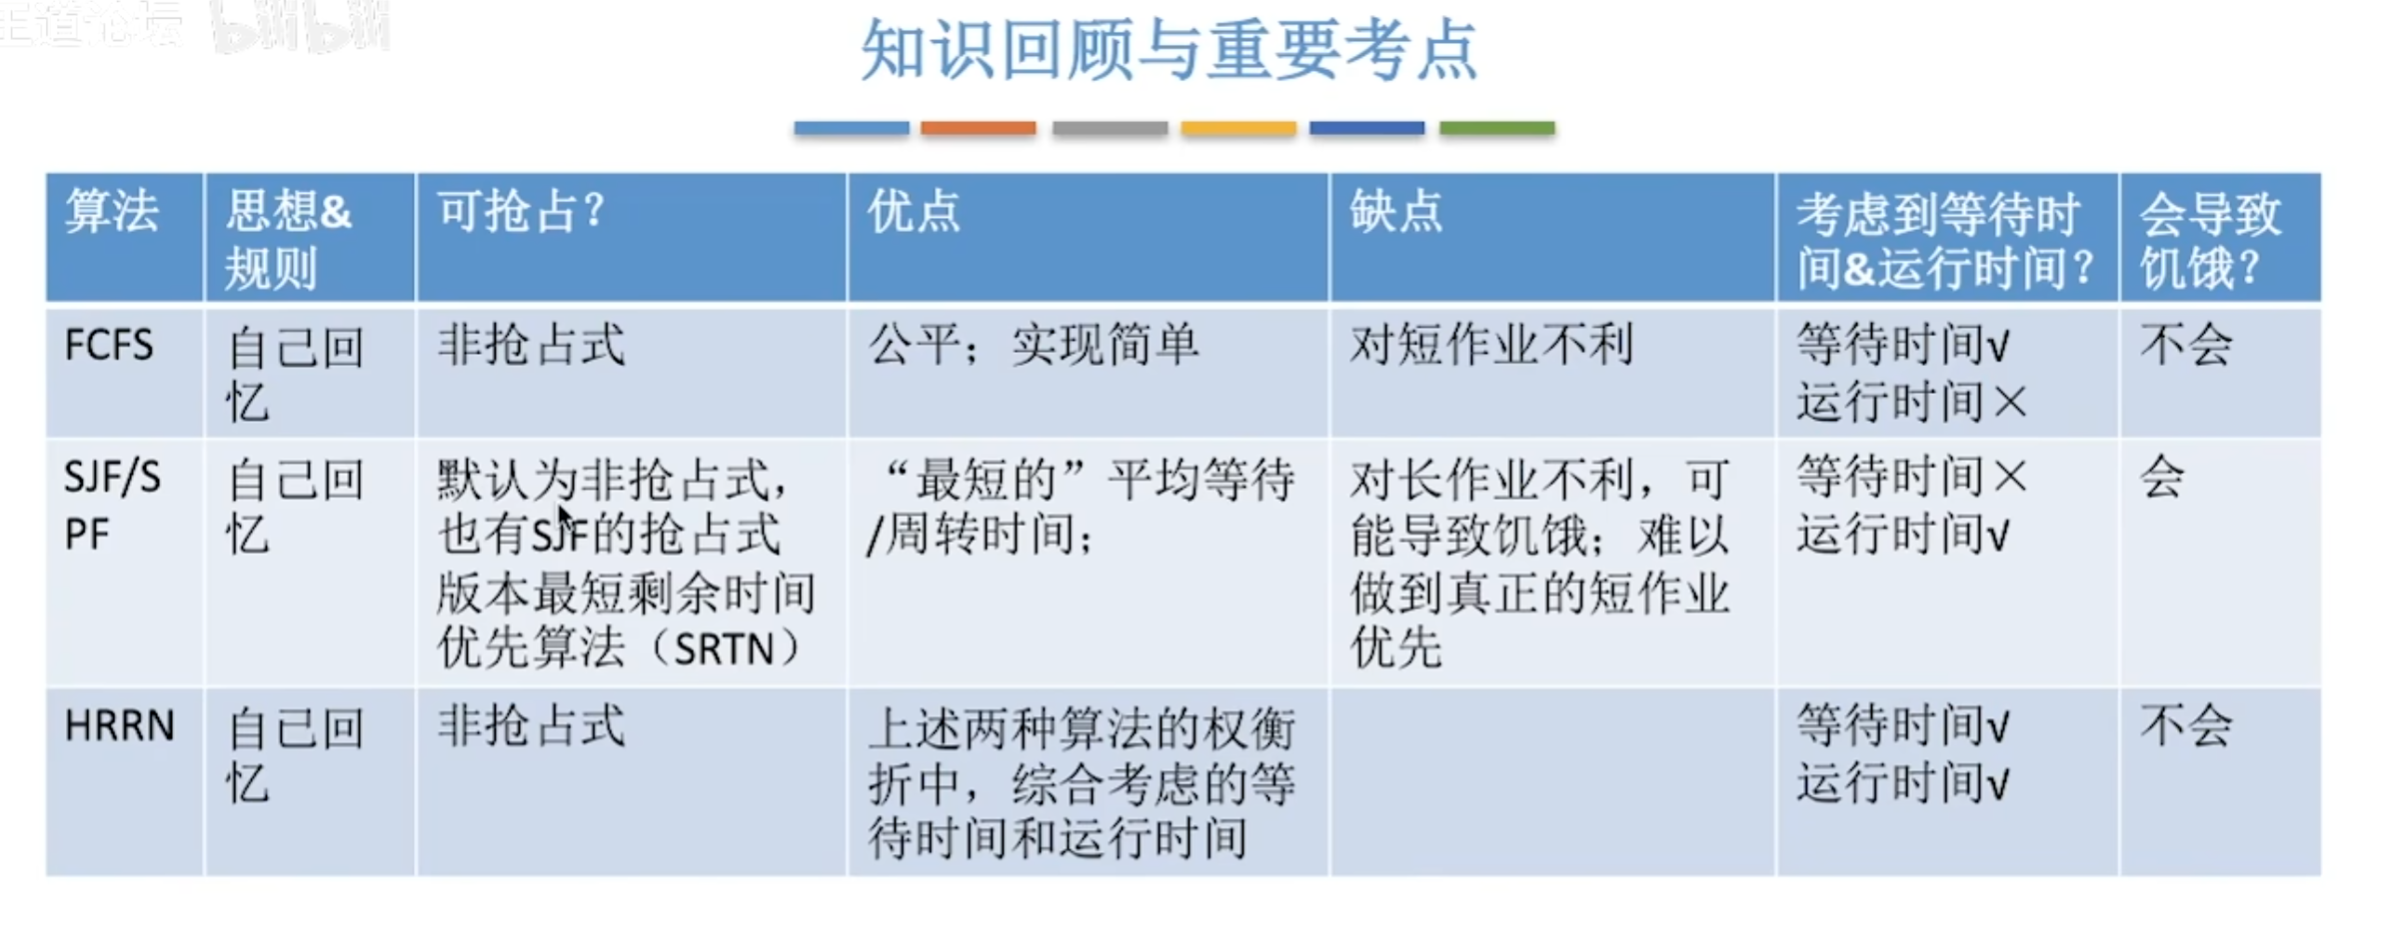 王道论坛 bilibili
知识回顾与重要考点
算法
思想&
规则
可抢占？
优点
缺点
考虑到等待时
间&运行时间？
会导致
饥饿？
FCFS
自己回
忆
非抢占式
公平；实现简单
对短作业不利
等待时间√
运行时间×
不会
SJF/S
PF
自己回
忆
默认为非抢占式，
也有SJF的抢占式
版本最短剩余时间
优先算法（SRTN）
“最短的”平均等待
/周转时间；
对长作业不利，可
能导致饥饿；难以
做到真正的短作业
优先
等待时间×
运行时间√
会
HRRN
自己回
忆
非抢占式
上述两种算法的权衡
折中，综合考虑的等
待时间和运行时间
等待时间√
运行时间√
不会